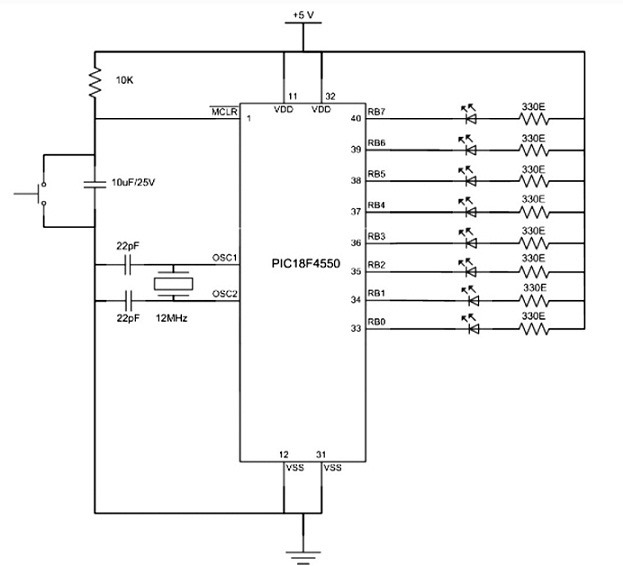 +5 V
10K
11
32
VDD
VDD
MCLR
1
40
RB7
330E
39
RB6
330E
38
RB5
330E
10uF/25V
37
RB4
330E
36
RB3
330E
22pF
OSC1
PIC18F4550
35
RB2
330E
OSC2
34
RB1
330E
22pF
12MHz
33
RB0
330E
12
31
VSS
VSS